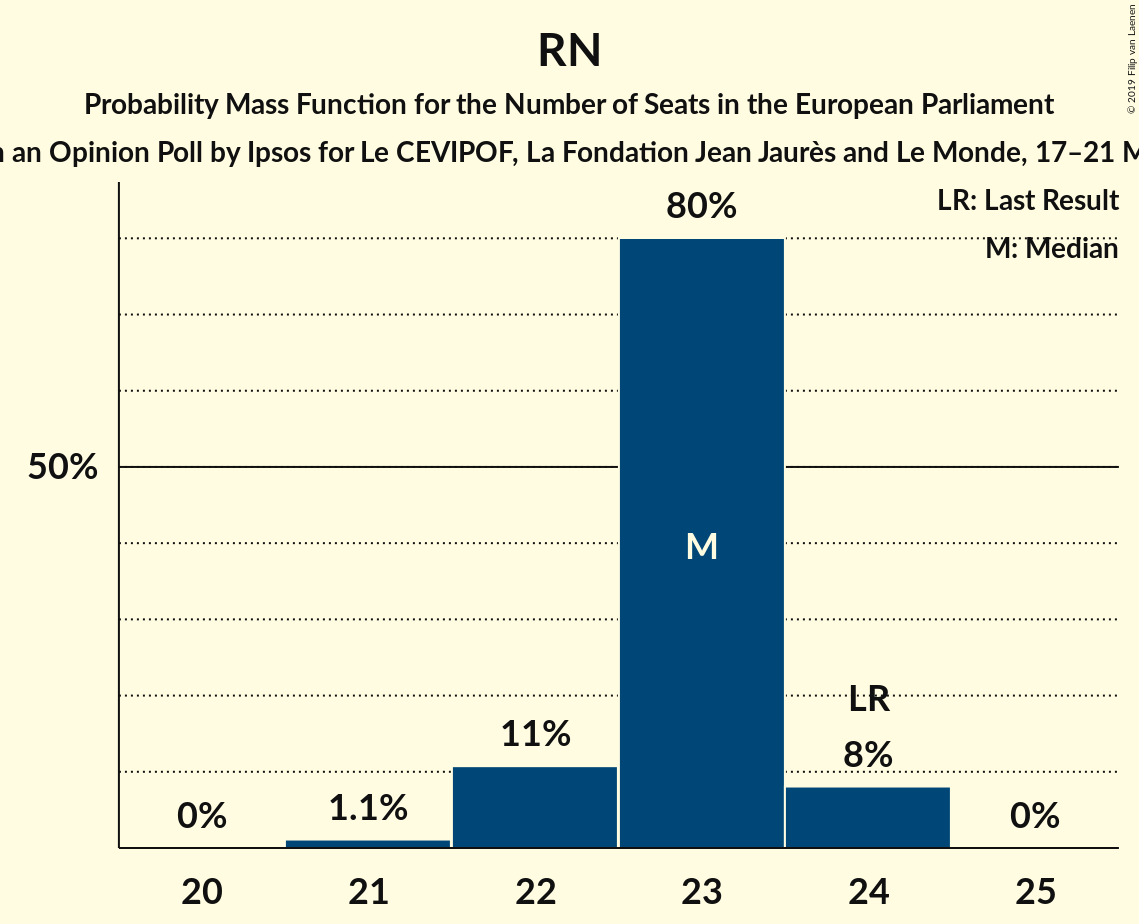 RN
Probability Mass Function for the Number of Seats in the European Parliament
an Opinion Poll by Ipsos for Le CEVIPOF, La Fondation Jean Jaurès and Le Monde, 17–21
© 2019 Filip van Laenen
LR: Last Result
M: Median
80%
50%
M
LR
11%
8%
1.1%
0%
0%
20
21
22
23
24
25